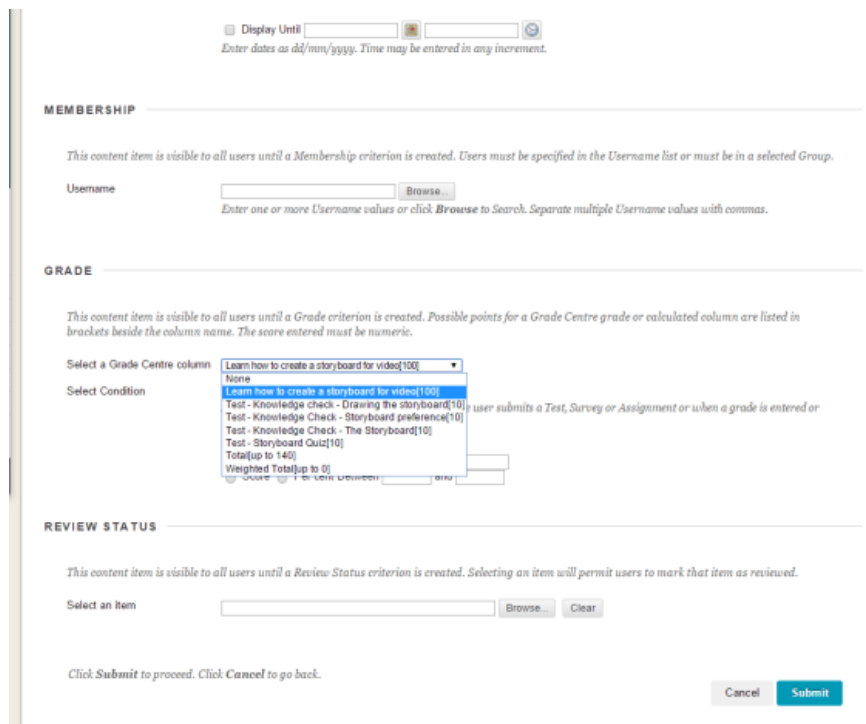 Display Until
Enter dates as dd/mm/yyyy. Time may be entered in any increment.
MEMBERSHIP
This content item is visible to all users until a Membership criterion is created. Users must be specified in the Username list or must be in a selected Group.
Username
Browse...
Enter one or more Username values or click Browse to Search. Separate multiple Username values with commas.
GRADE
This content item is visible to all users until a Grade criterion is created. Possible points for a Grade Centre grade or calculated column are listed in
brackets beside the column name. The score entered must be numeric.
Select a Grade Centre column Learn how to create a storyboard for video[100]
None
Select Condition Learn how to create a storyboard for video[100]
Test - Knowledge check - Drawing the storyboard[10] e user submits a Test, Survey or Assignment or when a grade is entered or
Test - Knowledge Check - Storyboard preference[10]
Test - Knowledge Check - The Storyboard[10]
Test - Storyboard Quiz[10]
Total[up to 140]
Weighted Total[up to 0]
Score Per cent Between and
REVIEW STATUS
This content item is visible to all users until a Review Status criterion is created. Selecting an item will permit users to mark that item as reviewed.
Select an Item Browse... Clear
Click Submit to proceed. Click Cancel to go back.
Cancel Submit